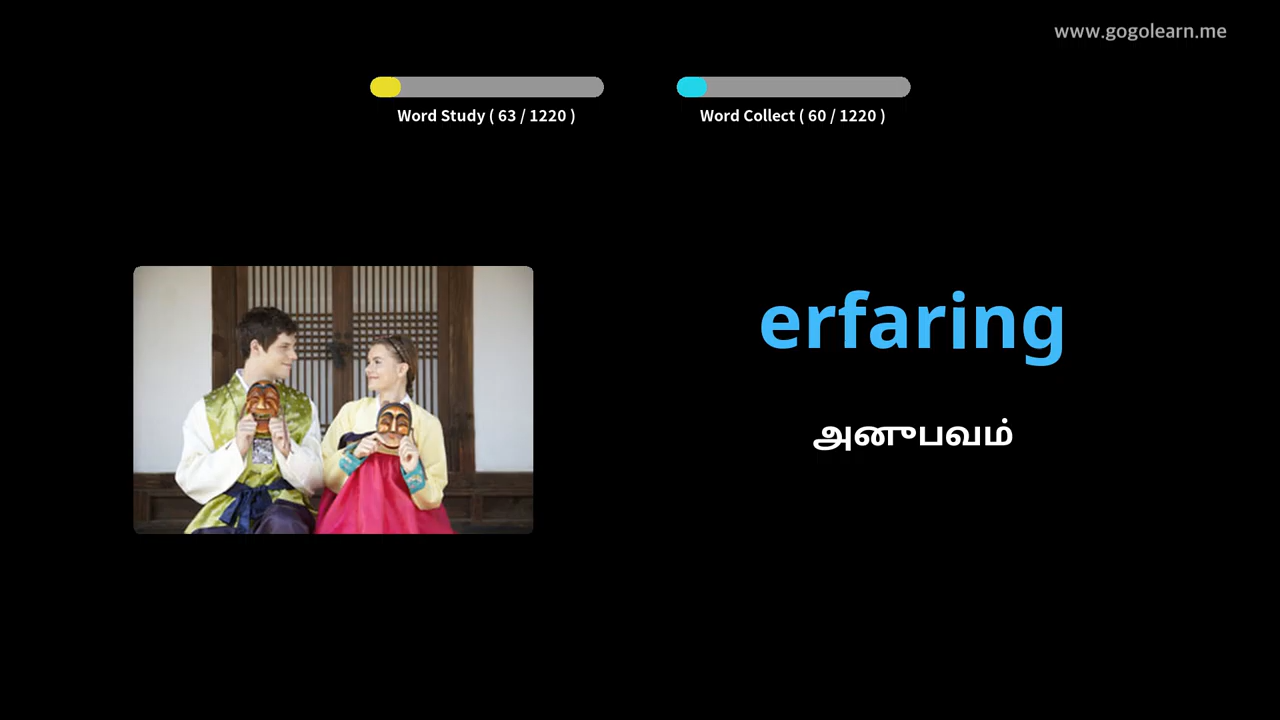 www.gogolearn.me
Word Study ( 63 / 1220 )
Word Collect ( 60 / 1220 )
erfaring
அனுபவம்